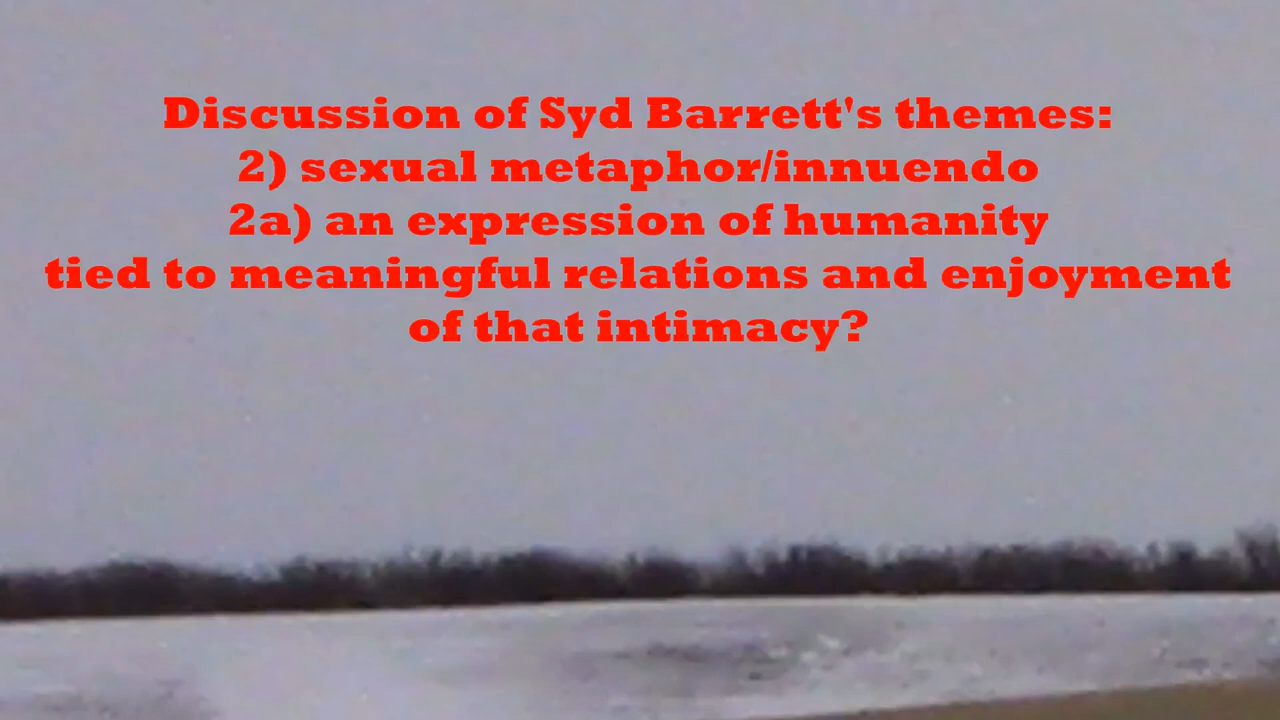 Discussion of Syd Barrett's themes:
2) sexual metaphor/innuendo
2a) an expression of humanity
tied to meaningful relations and enjoyment
of that intimacy?